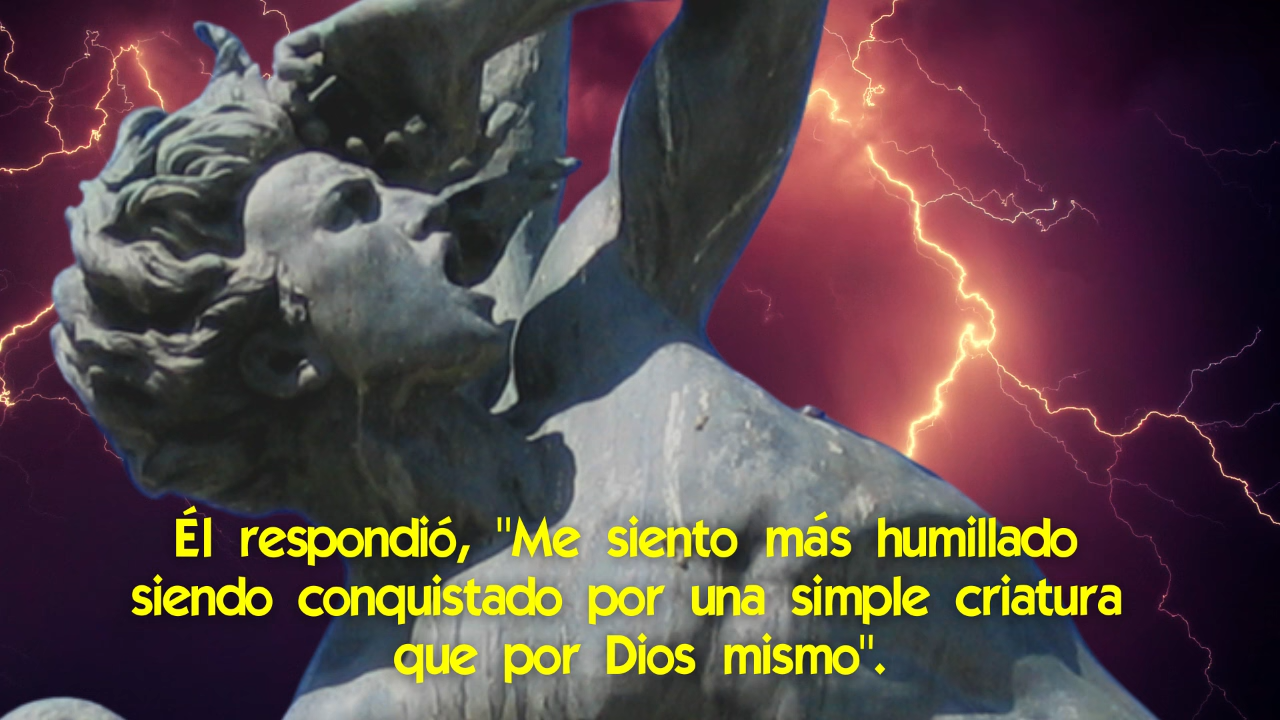 Él respondió, "Me siento más humillado
siendo conquistado por una simple criatura
que por Dios mismo".